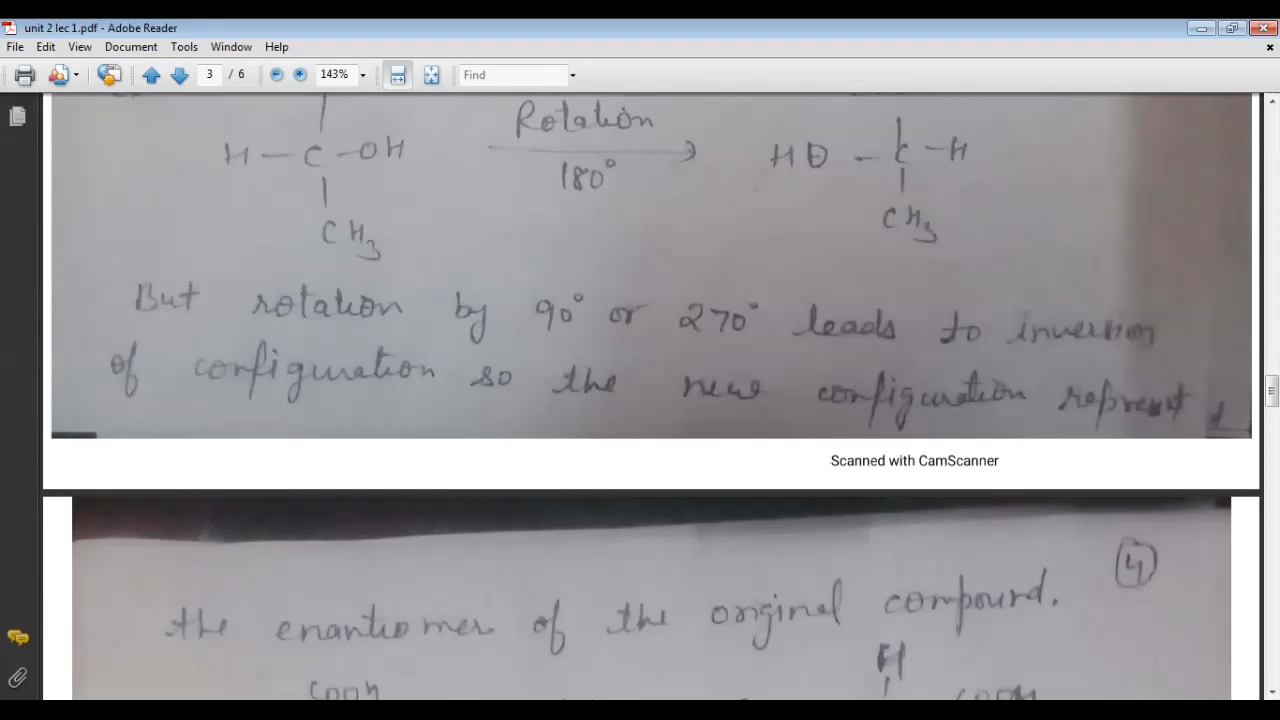 unit 2 lec 1.pdf - Adobe Reader
File Edit View Document Tools Window Help
3 / 6 143% Find
Rotation
H – C – OH
180°
HO – C – H
CH3
CH3
But rotation by 90° or 270° leads to inversion
of configuration so the new configuration represent
Scanned with CamScanner
4
the enantiomer of the original compound.
H
COOH
COOH